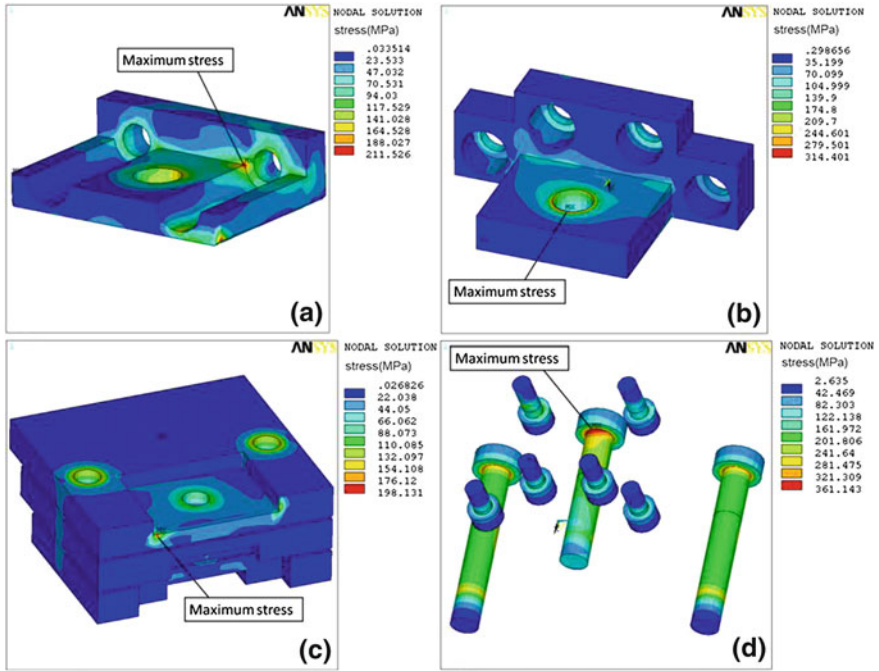 ANSYS
NODAL SOLUTION
stress(MPa)
.033514
23.533
47.032
70.531
94.03
117.529
141.028
164.528
188.027
211.526
Maximum stress
(a)
ANSYS
NODAL SOLUTION
stress(MPa)
.298656
35.199
70.099
104.999
139.9
174.8
209.7
244.601
279.501
314.401
Maximum stress
(b)
ANSYS
NODAL SOLUTION
stress(MPa)
.026826
22.038
44.05
66.062
88.073
110.085
132.097
154.108
176.12
198.131
Maximum stress
(c)
ANSYS
NODAL SOLUTION
stress(MPa)
2.635
42.469
82.303
122.138
161.972
201.806
241.64
281.475
321.309
361.143
Maximum stress
(d)